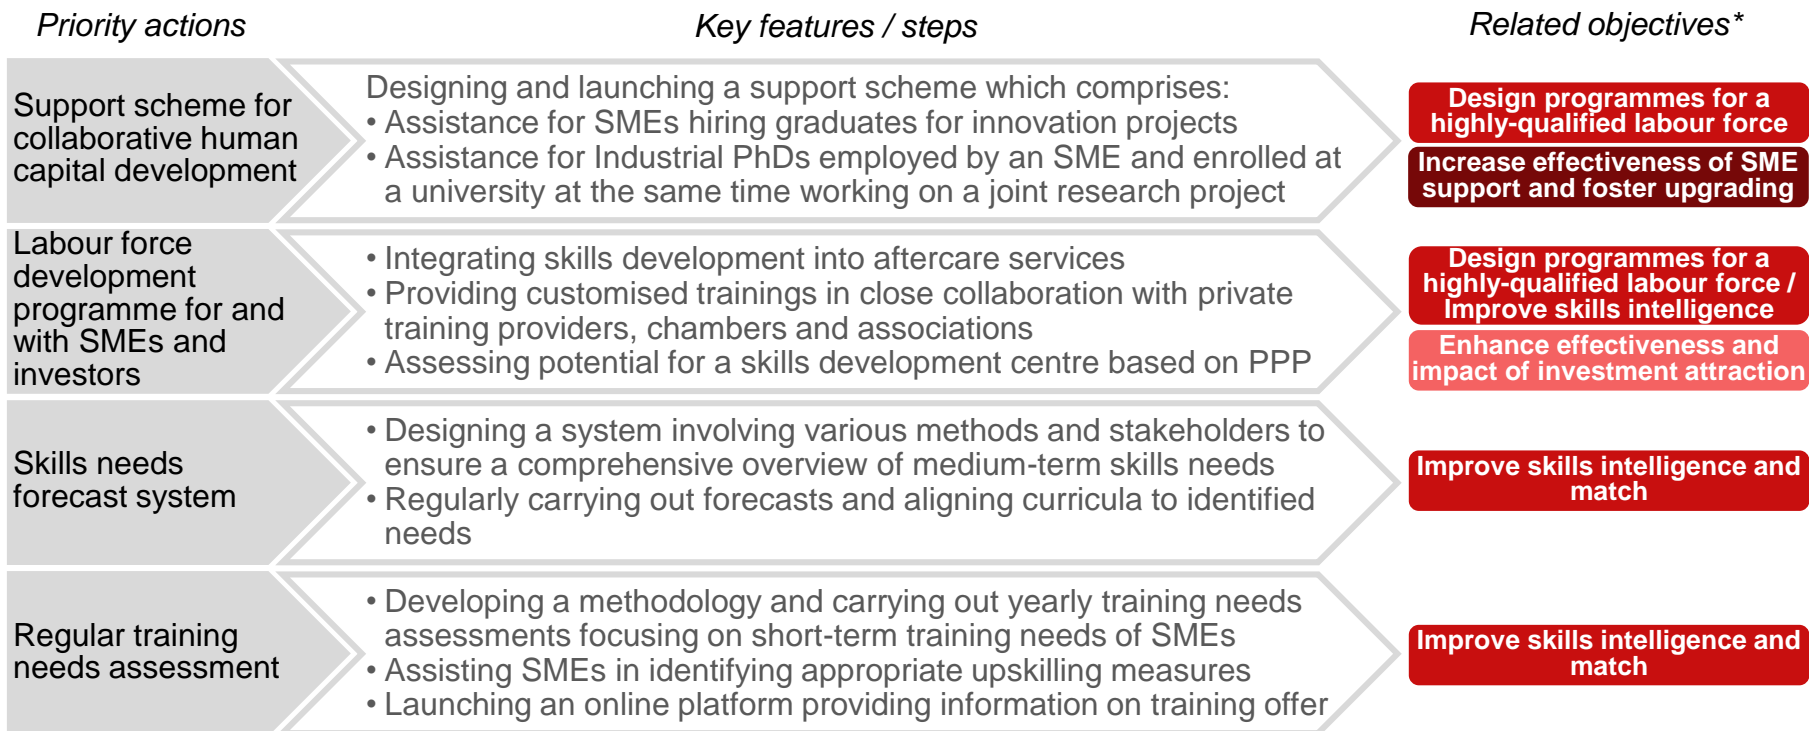 Priority actions
Key features / steps
Related objectives*
Support scheme for
collaborative human
capital development
Designing and launching a support scheme which comprises:
• Assistance for SMEs hiring graduates for innovation projects
• Assistance for Industrial PhDs employed by an SME and enrolled at
a university at the same time working on a joint research project
Design programmes for a
highly-qualified labour force
Increase effectiveness of SME
support and foster upgrading
Labour force
development
programme for and
with SMEs and
investors
• Integrating skills development into aftercare services
• Providing customised trainings in close collaboration with private
training providers, chambers and associations
• Assessing potential for a skills development centre based on PPP
Design programmes for a
highly-qualified labour force /
Improve skills intelligence
Enhance effectiveness and
impact of investment attraction
Skills needs
forecast system
• Designing a system involving various methods and stakeholders to
ensure a comprehensive overview of medium-term skills needs
• Regularly carrying out forecasts and aligning curricula to identified
needs
Improve skills intelligence and
match
Regular training
needs assessment
• Developing a methodology and carrying out yearly training needs
assessments focusing on short-term training needs of SMEs
• Assisting SMEs in identifying appropriate upskilling measures
• Launching an online platform providing information on training offer
Improve skills intelligence and
match